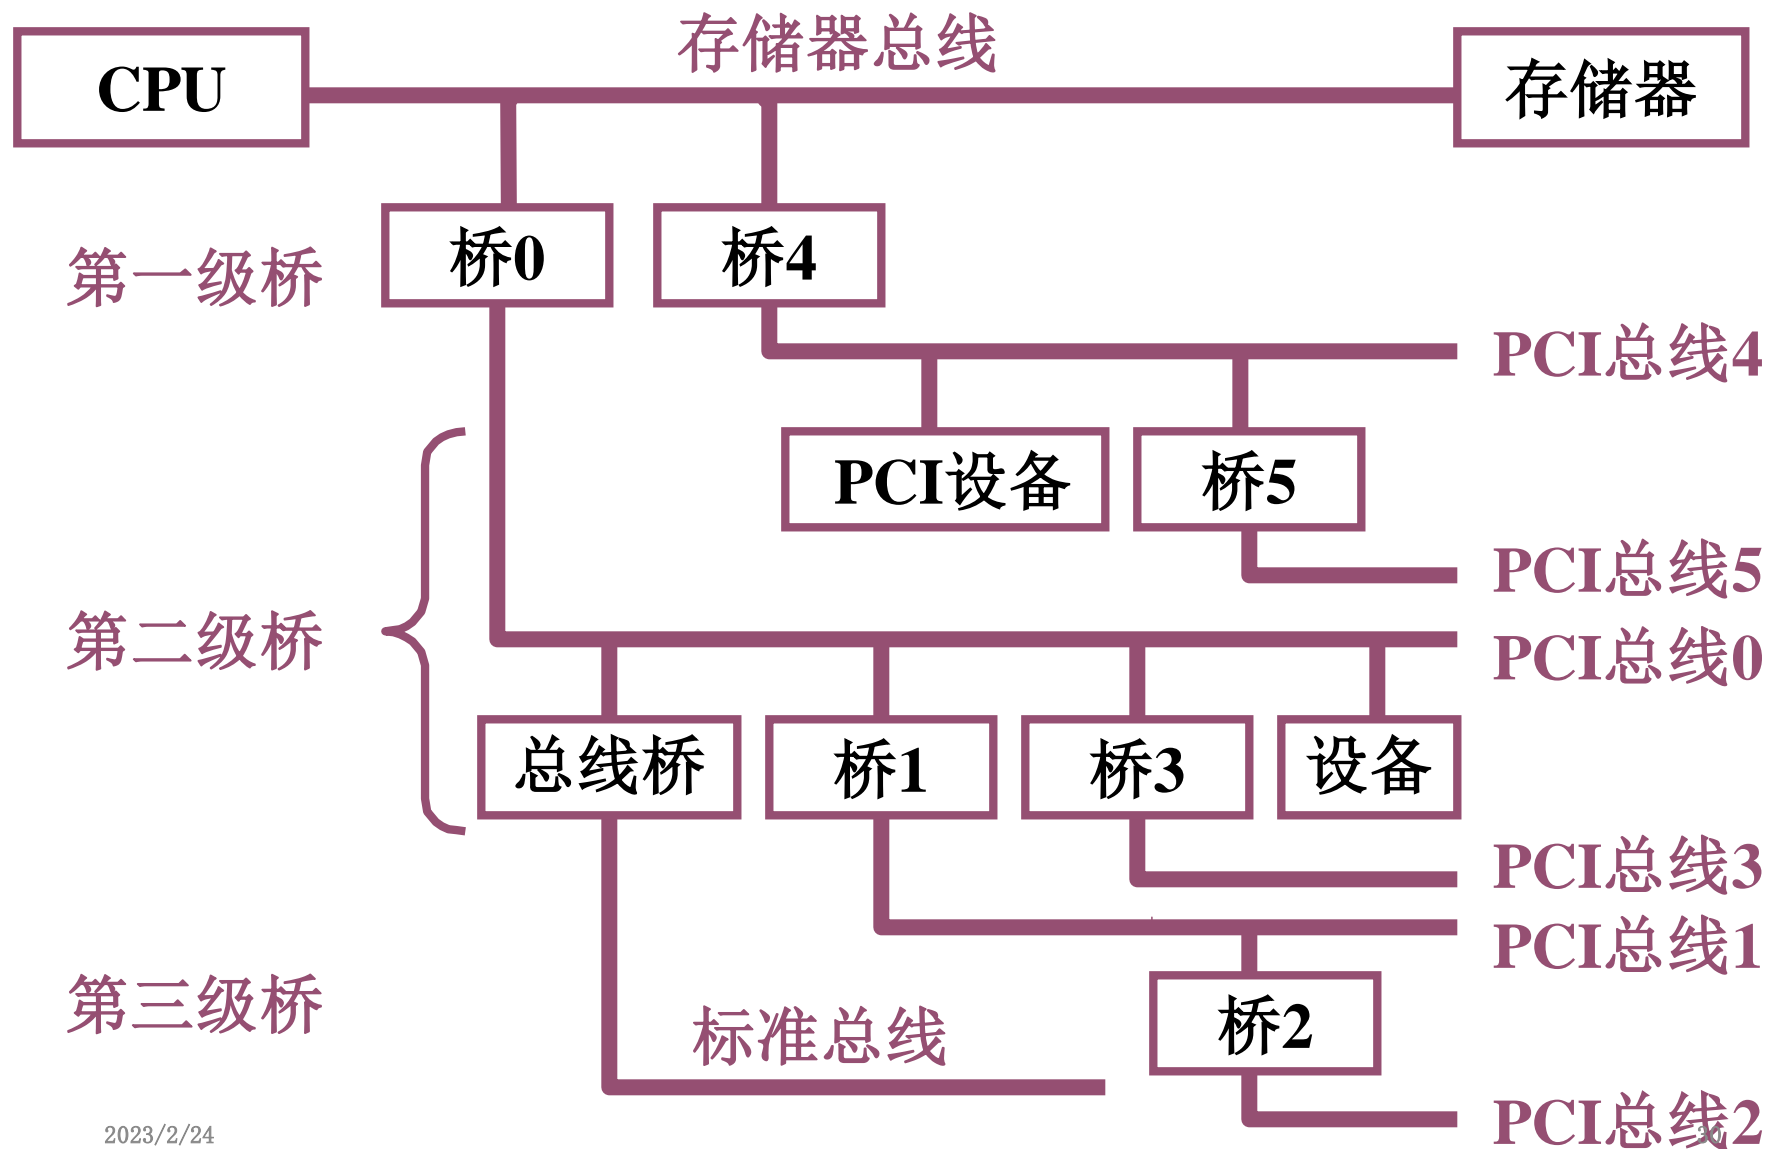 存储器总线
CPU
存储器
桥0
桥4
第一级桥
PCI总线4
PCI设备
桥5
PCI总线5
第二级桥
PCI总线0
总线桥
桥1
桥3
设备
PCI总线3
PCI总线1
第三级桥
桥2
标准总线
PCI总线2
2023/2/24
30